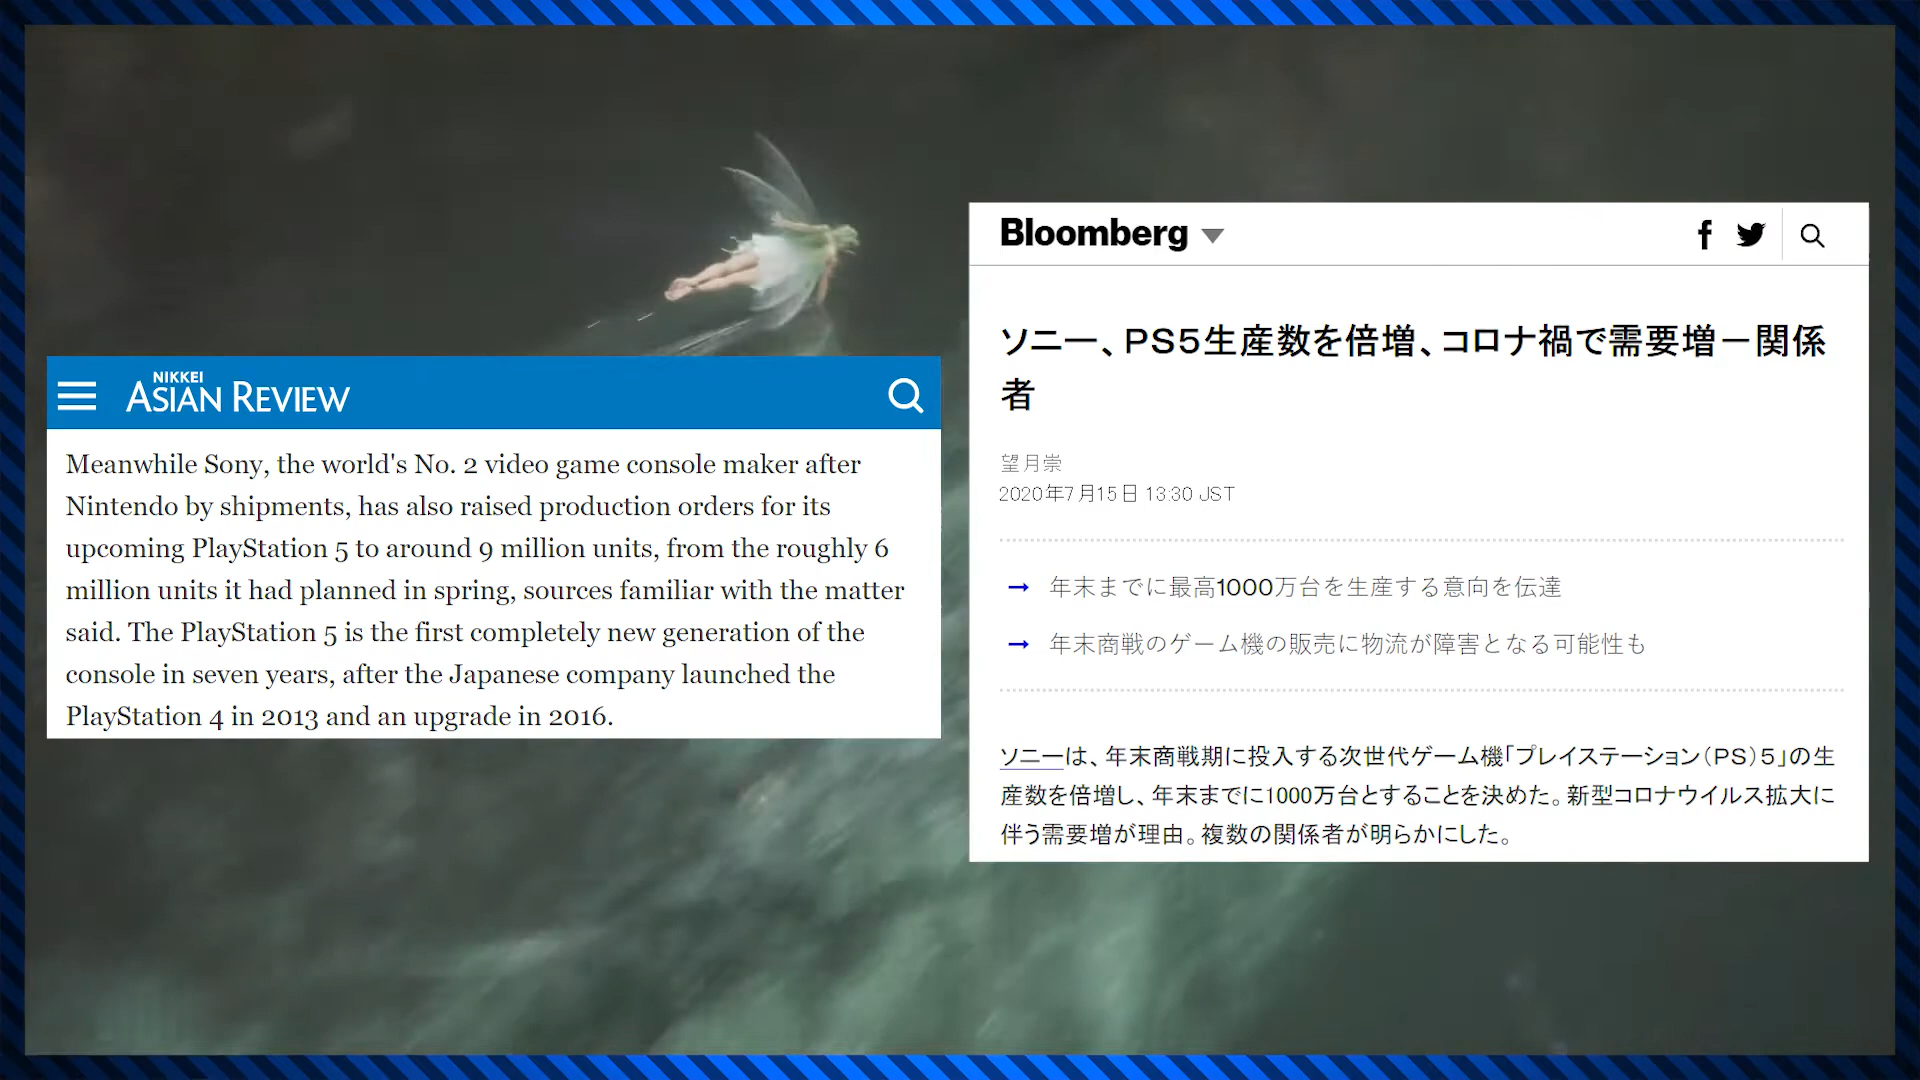 NIKKEI
ASIAN REVIEW
Meanwhile Sony, the world's No. 2 video game console maker after
Nintendo by shipments, has also raised production orders for its
upcoming PlayStation 5 to around 9 million units, from the roughly 6
million units it had planned in spring, sources familiar with the matter
said. The PlayStation 5 is the first completely new generation of the
console in seven years, after the Japanese company launched the
PlayStation 4 in 2013 and an upgrade in 2016.
Bloomberg
ソニー、PS5生産数を倍増、コロナ禍で需要増－関係
者
望月崇
2020年7月15日 13:30 JST
→ 年末までに最高1000万台を生産する意向を伝達
→ 年末商戦のゲーム機の販売に物流が障害となる可能性も
ソニーは、年末商戦期に投入する次世代ゲーム機「プレイステーション（PS）5」の生
産数を倍増し、年末までに1000万台とすることを決めた。新型コロナウイルス拡大に
伴う需要増が理由。複数の関係者が明らかにした。